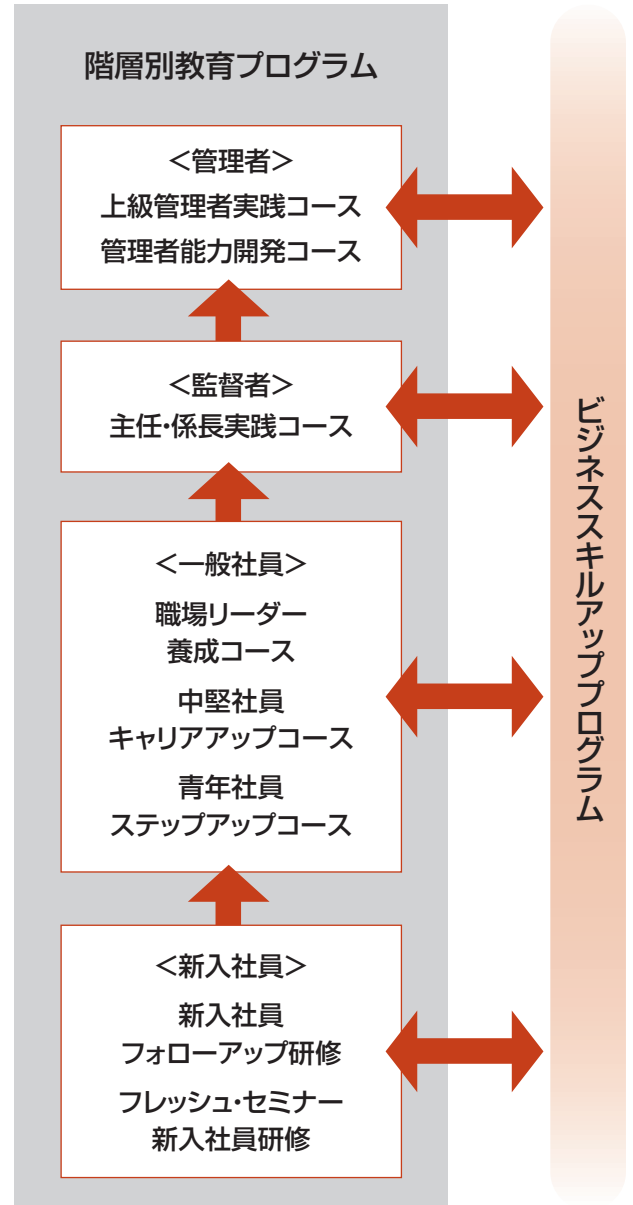 階層別教育プログラム
＜管理者＞
上級管理者実践コース
管理者能力開発コース
＜監督者＞
主任・係長実践コース
＜一般社員＞
職場リーダー
養成コース
中堅社員
キャリアアップコース
青年社員
ステップアップコース
＜新入社員＞
新入社員
フォローアップ研修
フレッシュ・セミナー
新入社員研修
ビジネススキルアッププログラム